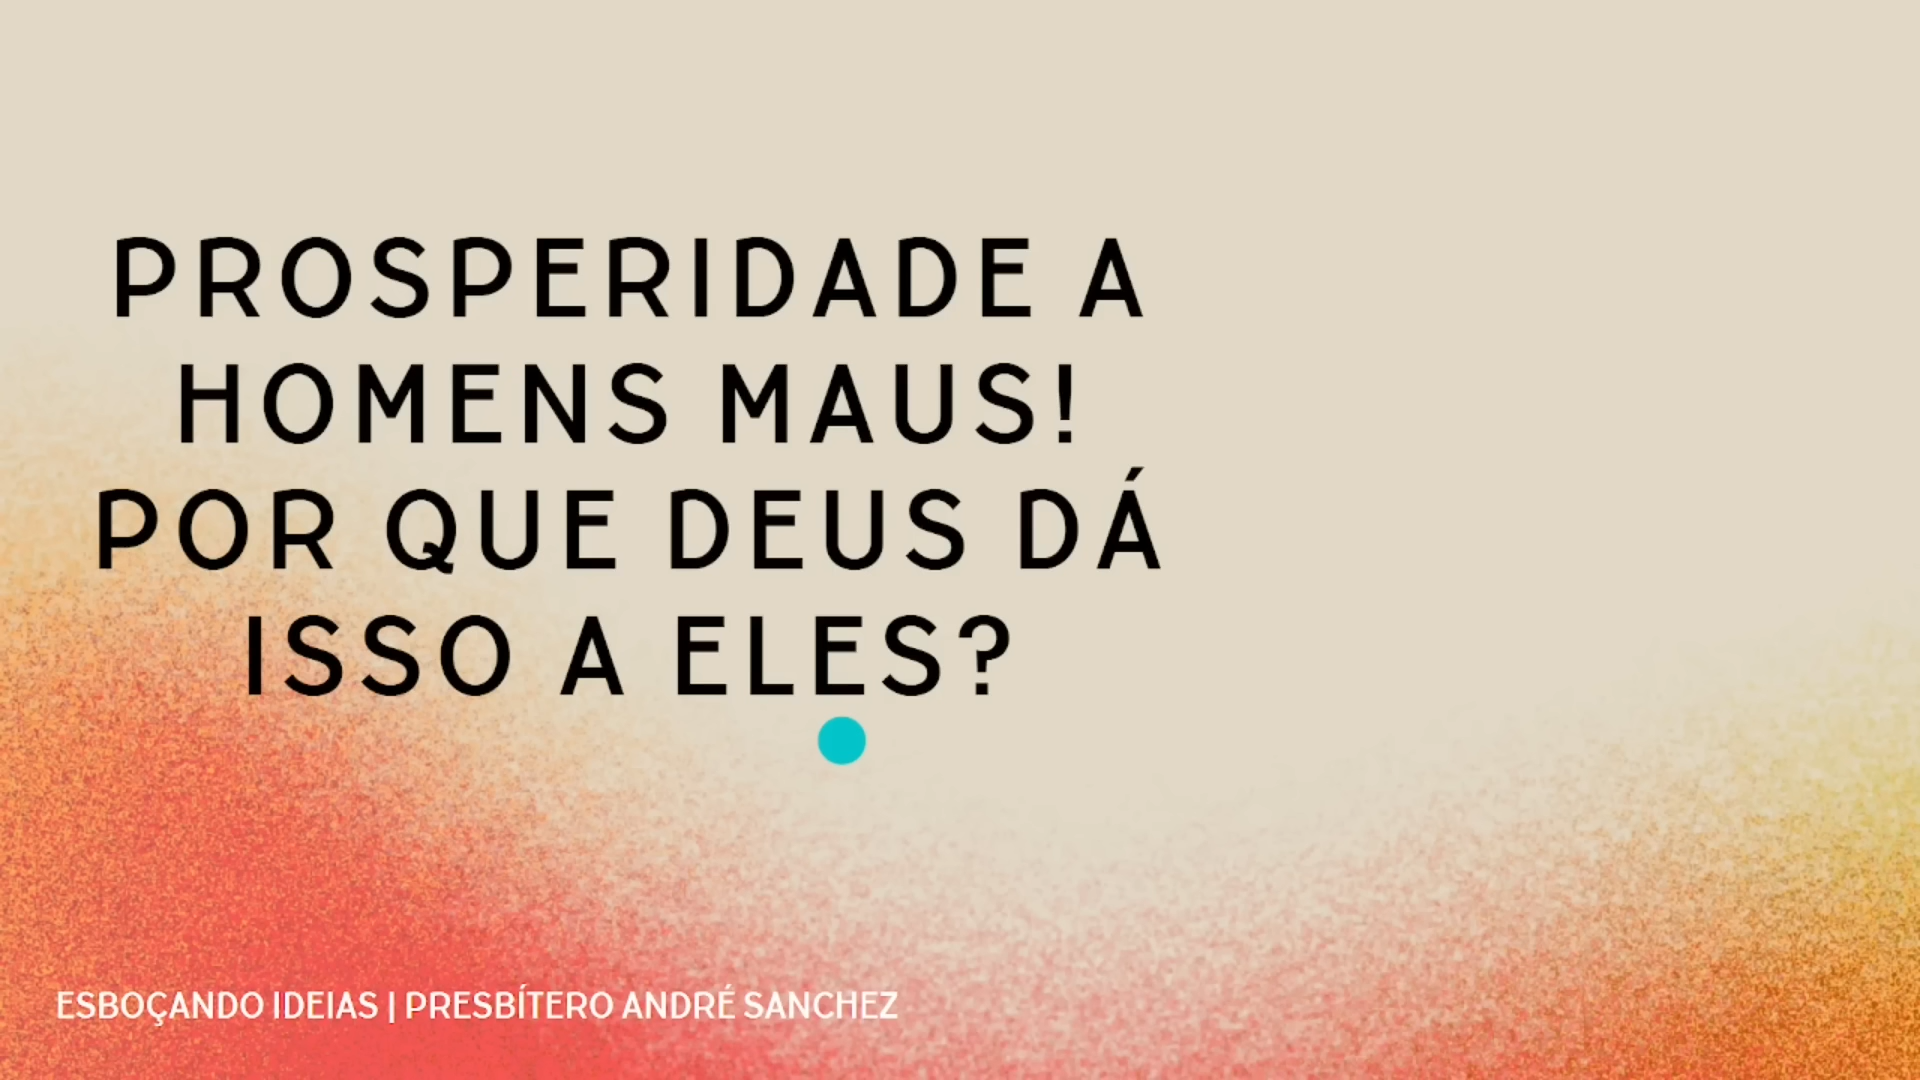 PROSPERIDADE A
HOMENS MAUS!
POR QUE DEUS DÁ
ISSO A ELES?
ESBOÇANDO IDEIAS | PRESBÍTERO ANDRÉ SANCHEZ